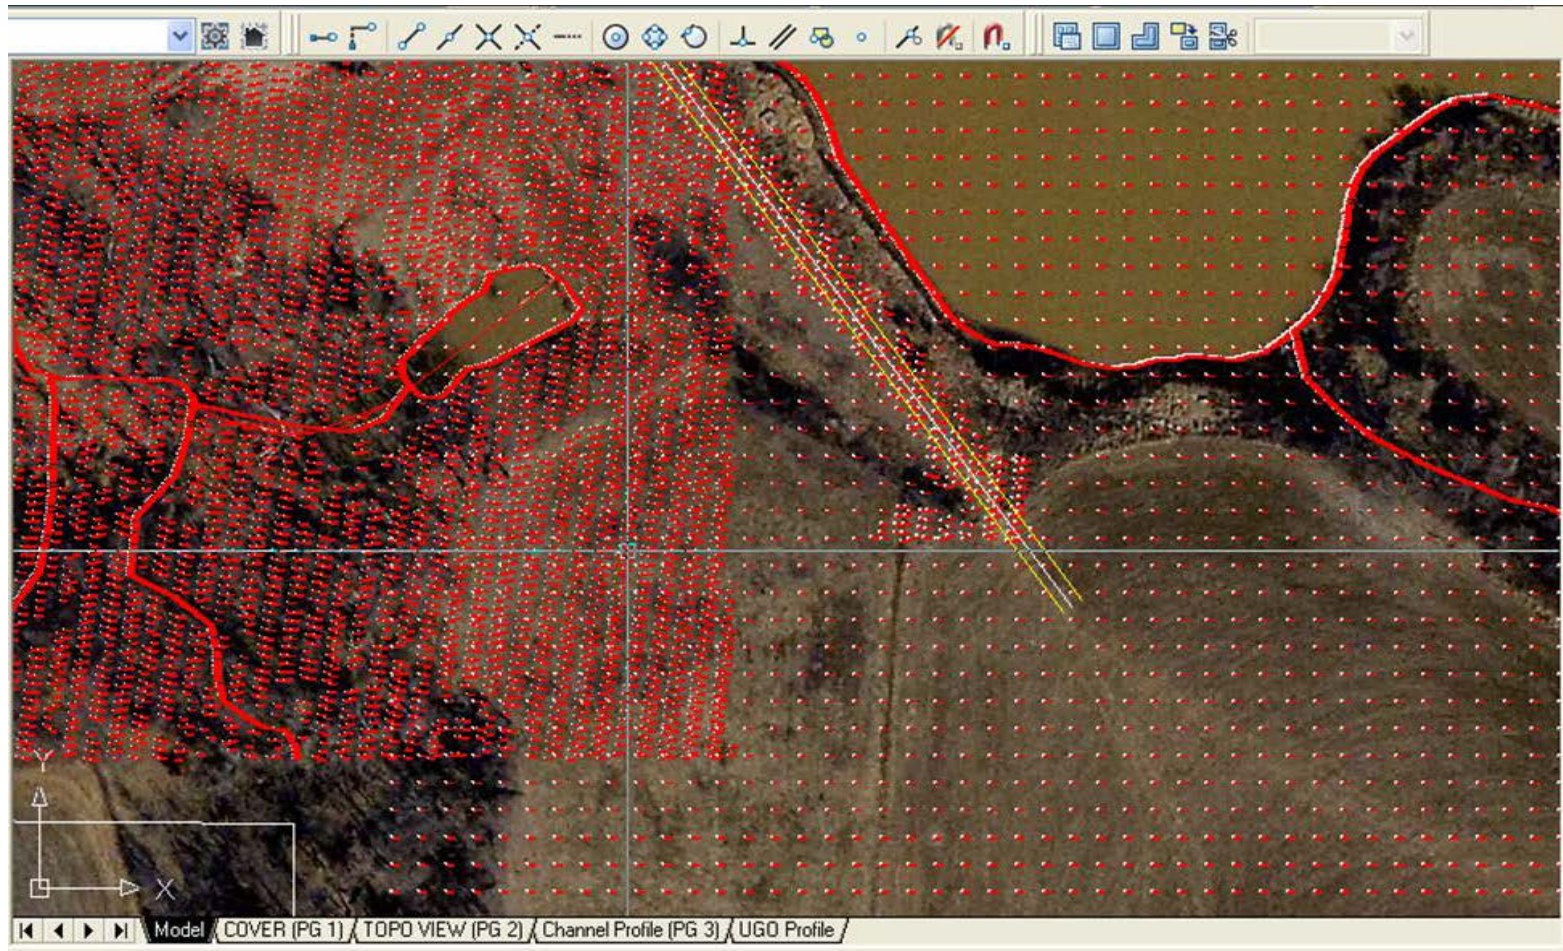 Y
X
Model
COVER (PG 1)
TOPO VIEW (PG 2)
Channel Profile (PG 3)
UGO Profile